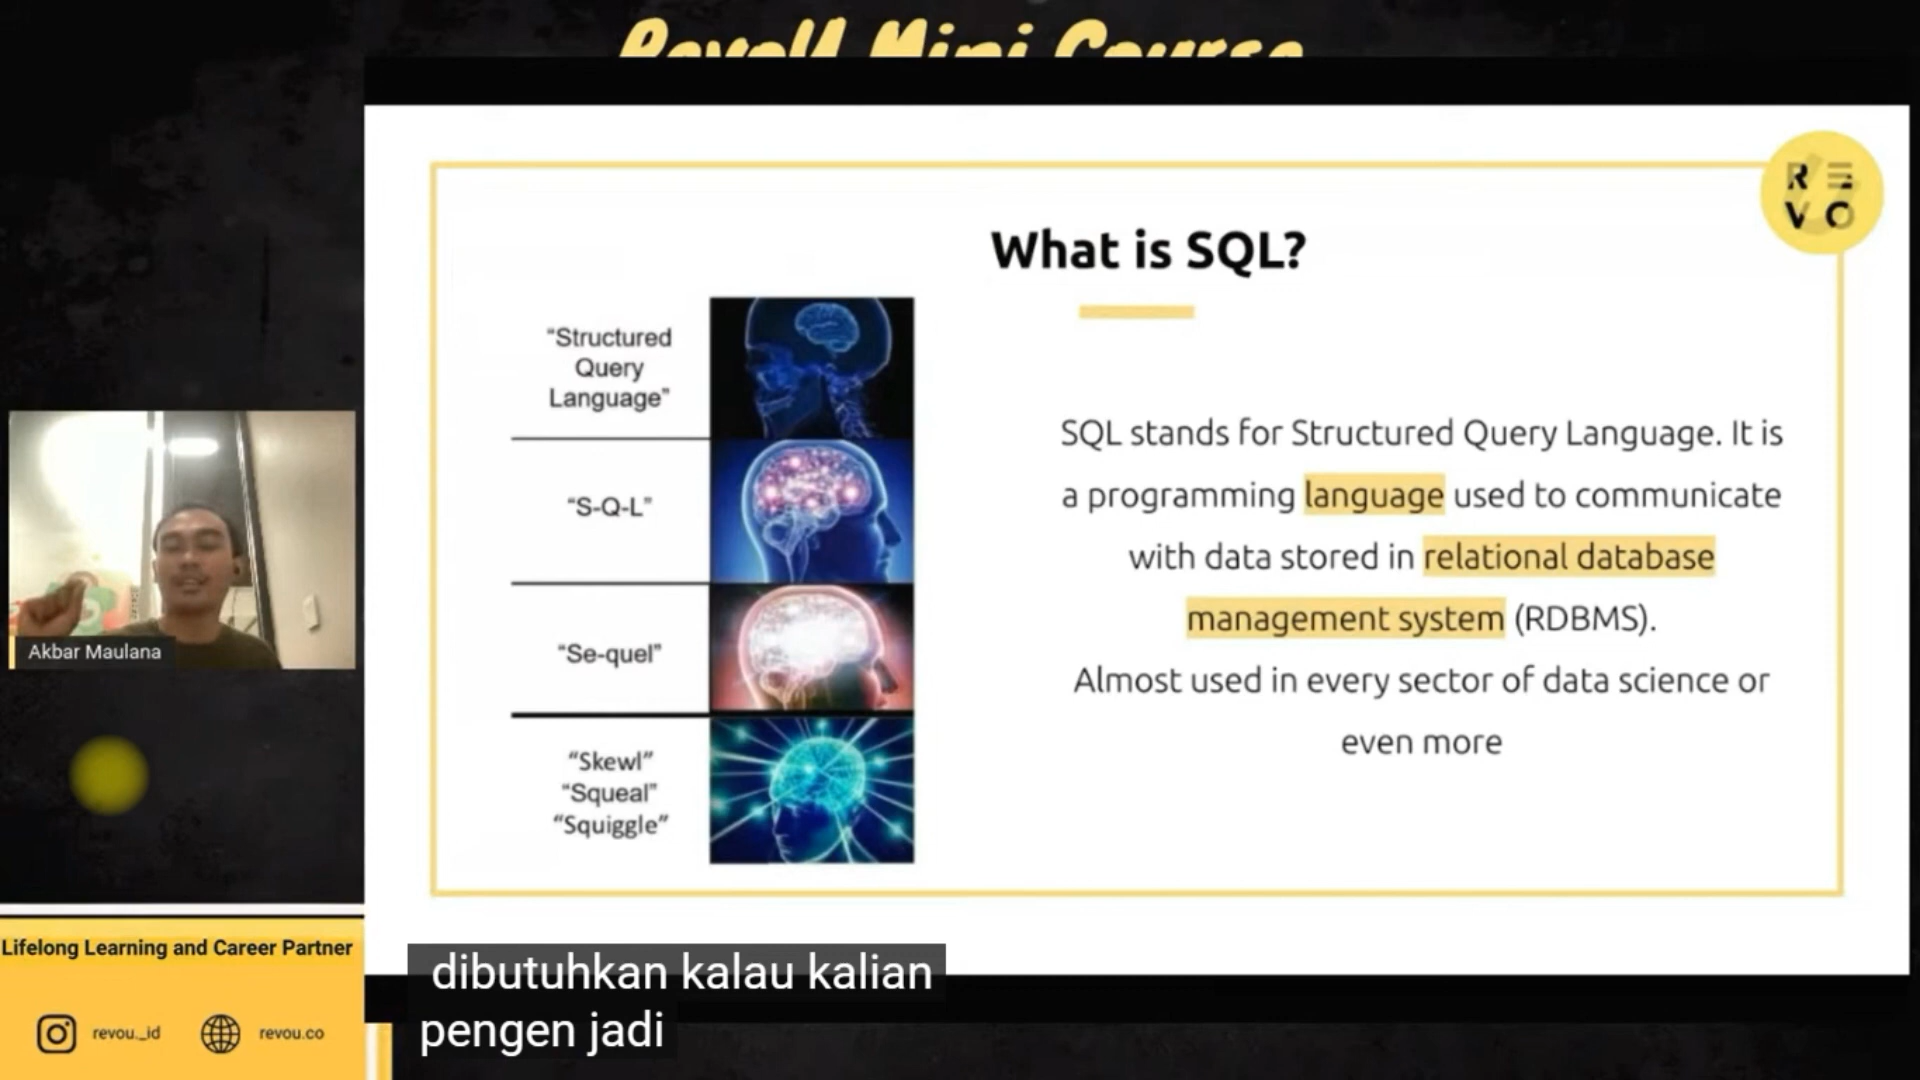 RevoU Mini Course
R E
V O
What is SQL?
“Structured
Query
Language”
“S-Q-L”
“Se-quel”
“Skewl”
“Squeal”
“Squiggle”
SQL stands for Structured Query Language. It is
a programming language used to communicate
with data stored in relational database
management system (RDBMS).
Almost used in every sector of data science or
even more
Akbar Maulana
Lifelong Learning and Career Partner
revou_id
revou.co
dibutuhkan kalau kalian
pengen jadi